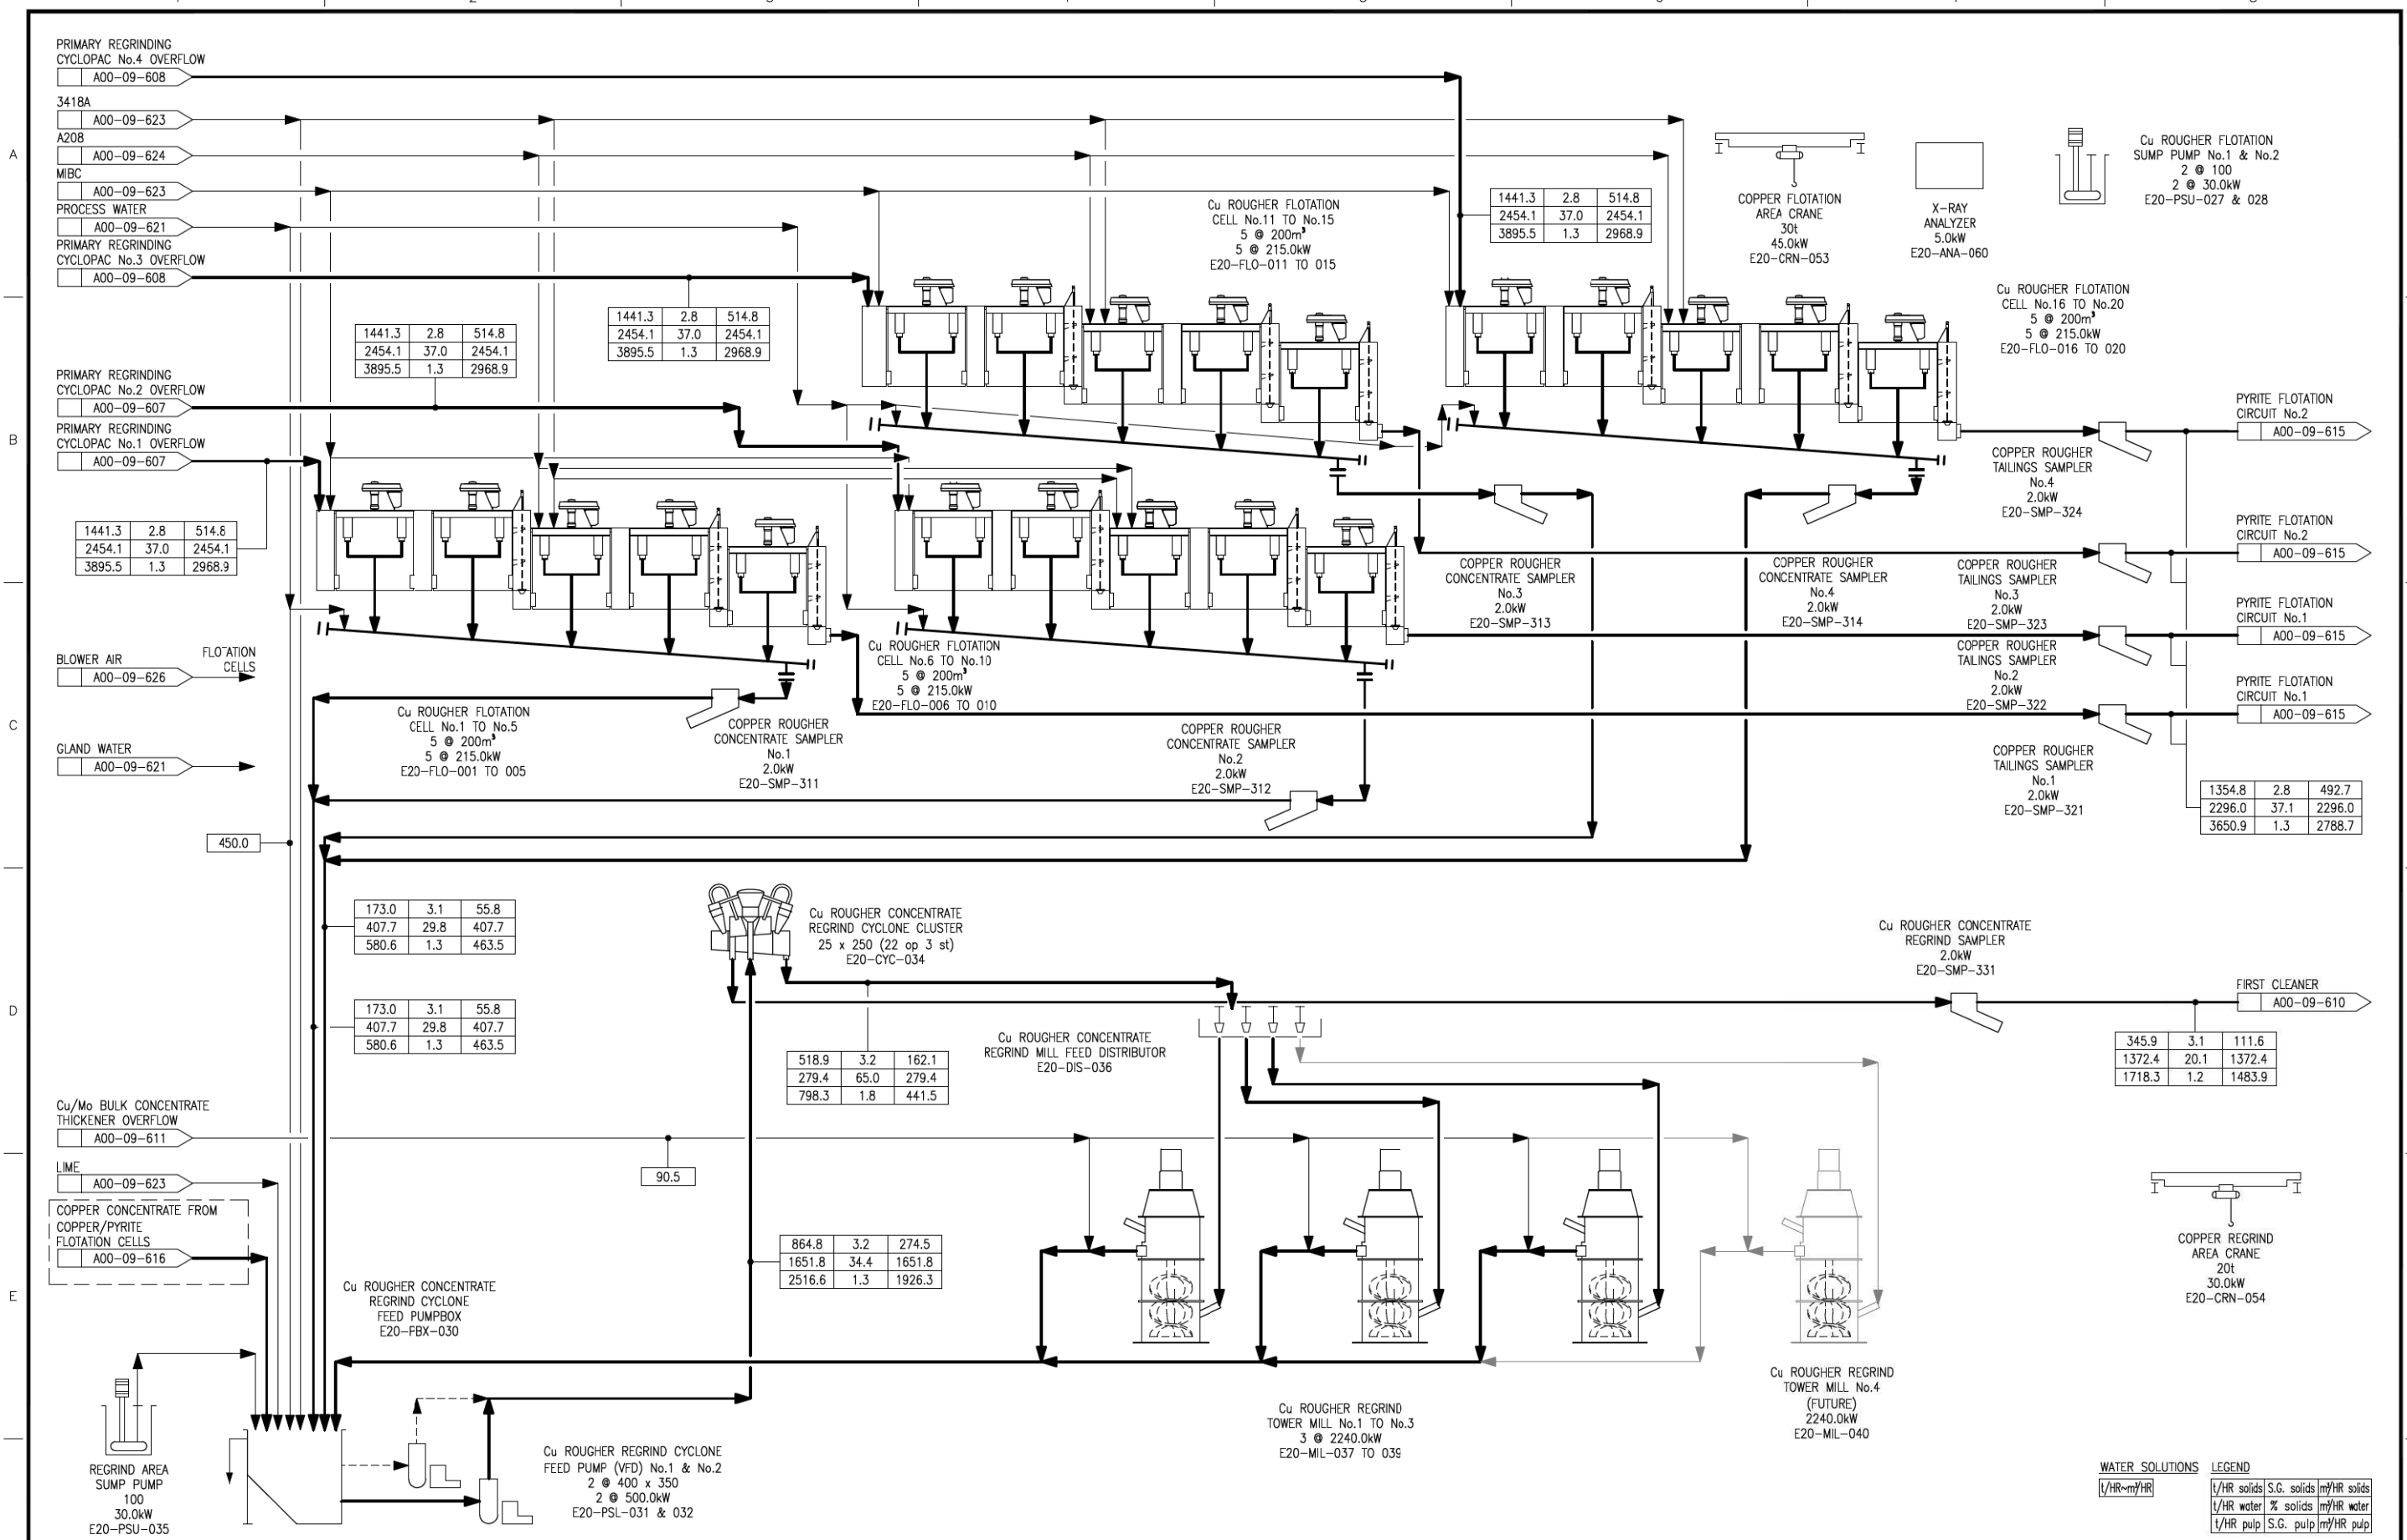 PRIMARY REGRINDING
CYCLOPAC No.4 OVERFLOW
A00-09-608
3418A
A00-09-623
A208
A00-09-624
MIBC
A00-09-623
PROCESS WATER
A00-09-621
PRIMARY REGRINDING
CYCLOPAC No.3 OVERFLOW
A00-09-608
PRIMARY REGRINDING
CYCLOPAC No.2 OVERFLOW
A00-09-607
PRIMARY REGRINDING
CYCLOPAC No.1 OVERFLOW
A00-09-607
1441.3 2.8 514.8
2454.1 37.0 2454.1
3895.5 1.3 2968.9
1441.3 2.8 514.8
2454.1 37.0 2454.1
3895.5 1.3 2968.9
1441.3 2.8 514.8
2454.1 37.0 2454.1
3895.5 1.3 2968.9
1441.3 2.8 514.8
2454.1 37.0 2454.1
3895.5 1.3 2968.9
Cu ROUGHER FLOTATION
CELL No.11 TO No.15
5 @ 200m³
5 @ 215.0kW
E20-FLO-011 TO 015
COPPER FLOTATION
AREA CRANE
30t
45.0kW
E20-CRN-053
X-RAY
ANALYZER
5.0kW
E20-ANA-060
Cu ROUGHER FLOTATION
SUMP PUMP No.1 & No.2
2 @ 100
2 @ 30.0kW
E20-PSU-027 & 028
Cu ROUGHER FLOTATION
CELL No.16 TO No.20
5 @ 200m³
5 @ 215.0kW
E20-FLO-016 TO 020
PYRITE FLOTATION
CIRCUIT No.2
A00-09-615
COPPER ROUGHER
TAILINGS SAMPLER
No.4
2.0kW
E20-SMP-324
PYRITE FLOTATION
CIRCUIT No.2
A00-09-615
COPPER ROUGHER
CONCENTRATE SAMPLER
No.3
2.0kW
E20-SMP-313
COPPER ROUGHER
CONCENTRATE SAMPLER
No.4
2.0kW
E20-SMP-314
COPPER ROUGHER
TAILINGS SAMPLER
No.3
2.0kW
E20-SMP-323
PYRITE FLOTATION
CIRCUIT No.1
A00-09-615
COPPER ROUGHER
TAILINGS SAMPLER
No.2
2.0kW
E20-SMP-322
PYRITE FLOTATION
CIRCUIT No.1
A00-09-615
BLOWER AIR
A00-09-626
FLOTATION
CELLS
GLAND WATER
A00-09-621
Cu ROUGHER FLOTATION
CELL No.1 TO No.5
5 @ 200m³
5 @ 215.0kW
E20-FLO-001 TO 005
COPPER ROUGHER
CONCENTRATE SAMPLER
No.1
2.0kW
E20-SMP-311
Cu ROUGHER FLOTATION
CELL No.6 TO No.10
5 @ 200m³
5 @ 215.0kW
E20-FLO-006 TO 010
COPPER ROUGHER
CONCENTRATE SAMPLER
No.2
2.0kW
E20-SMP-312
COPPER ROUGHER
TAILINGS SAMPLER
No.1
2.0kW
E20-SMP-321
1354.8 2.8 492.7
2296.0 37.1 2296.0
3650.9 1.3 2788.7
450.0
173.0 3.1 55.8
407.7 29.8 407.7
580.6 1.3 463.5
173.0 3.1 55.8
407.7 29.8 407.7
580.6 1.3 463.5
Cu ROUGHER CONCENTRATE
REGRIND CYCLONE CLUSTER
25 x 250 (22 op 3 st)
E20-CYC-034
Cu ROUGHER CONCENTRATE
REGRIND SAMPLER
2.0kW
E20-SMP-331
FIRST CLEANER
A00-09-610
345.9 3.1 111.6
1372.4 20.1 1372.4
1718.3 1.2 1483.9
518.9 3.2 162.1
279.4 65.0 279.4
798.3 1.8 441.5
Cu ROUGHER CONCENTRATE
REGRIND MILL FEED DISTRIBUTOR
E20-DIS-036
Cu/Mo BULK CONCENTRATE
THICKENER OVERFLOW
A00-09-611
90.5
LIME
A00-09-623
COPPER CONCENTRATE FROM
COPPER/PYRITE
FLOTATION CELLS
A00-09-616
864.8 3.2 274.5
1651.8 34.4 1651.8
2516.6 1.3 1926.3
Cu ROUGHER CONCENTRATE
REGRIND CYCLONE
FEED PUMPBOX
E20-FBX-030
COPPER REGRIND
AREA CRANE
20t
30.0kW
E20-CRN-054
Cu ROUGHER REGRIND
TOWER MILL No.4
(FUTURE)
2240.0kW
E20-MIL-040
Cu ROUGHER REGRIND
TOWER MILL No.1 TO No.3
3 @ 2240.0kW
E20-MIL-037 TO 039
REGRIND AREA
SUMP PUMP
100
30.0kW
E20-PSU-035
Cu ROUGHER REGRIND CYCLONE
FEED PUMP (VFD) No.1 & No.2
2 @ 400 x 350
2 @ 500.0kW
E20-PSL-031 & 032
WATER SOLUTIONS
t/HR~m³/HR
LEGEND
t/HR solids S.G. solids m³/HR solids
t/HR water % solids m³/HR water
t/HR pulp S.G. pulp m³/HR pulp
A
B
C
D
E